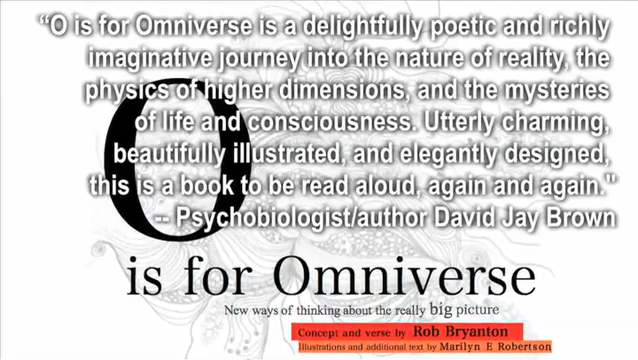 “O is for Omniverse is a delightfully poetic and richly
imaginative journey into the nature of reality, the
physics of higher dimensions, and the mysteries
of life and consciousness. Utterly charming,
beautifully illustrated, and elegantly designed,
this is a book to be read aloud, again and again."
-- Psychobiologist/author David Jay Brown
O
is for Omniverse
New ways of thinking about the really big picture
Concept and verse by Rob Bryanton
Illustrations and additional text by Marilyn E Robertson